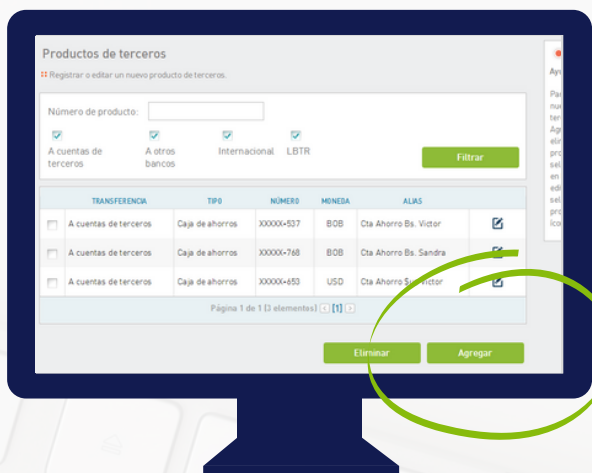 Productos de terceros
Registrar o editar un nuevo producto de terceros.
Número de producto:
A cuentas de terceros
A otros bancos
Internacional
LBTR
Filtrar
TRANSFERENCIA TIPO NÚMERO MONEDA ALIAS
A cuentas de terceros Caja de ahorros XXXXX-537 BOB Cta Ahorro Bs. Victor
A cuentas de terceros Caja de ahorros XXXXX-768 BOB Cta Ahorro Bs. Sandra
A cuentas de terceros Caja de ahorros XXXXX-653 USD Cta Ahorro Victor
Página 1 de 1 (3 elementos) [1]
Eliminar Agregar